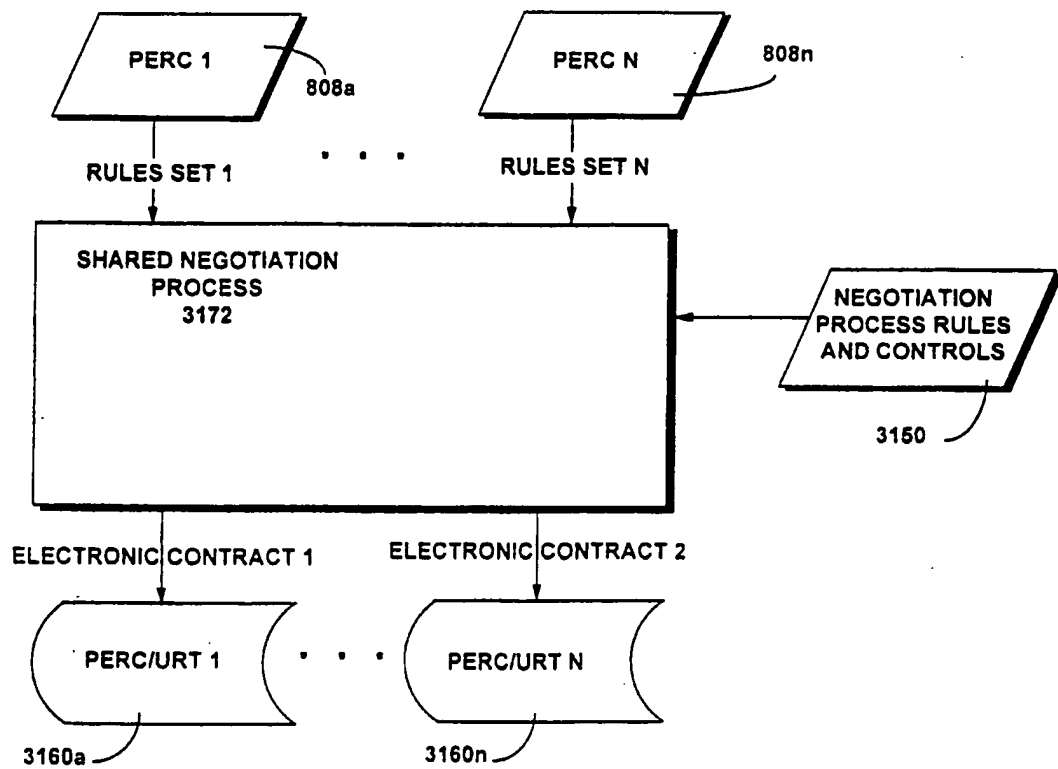 PERC 1
808a
PERC N
808n
RULES SET 1
RULES SET N
SHARED NEGOTIATION
PROCESS
3172
NEGOTIATION
PROCESS RULES
AND CONTROLS
3150
ELECTRONIC CONTRACT 1
ELECTRONIC CONTRACT 2
PERC/URT 1
PERC/URT N
3160a
3160n